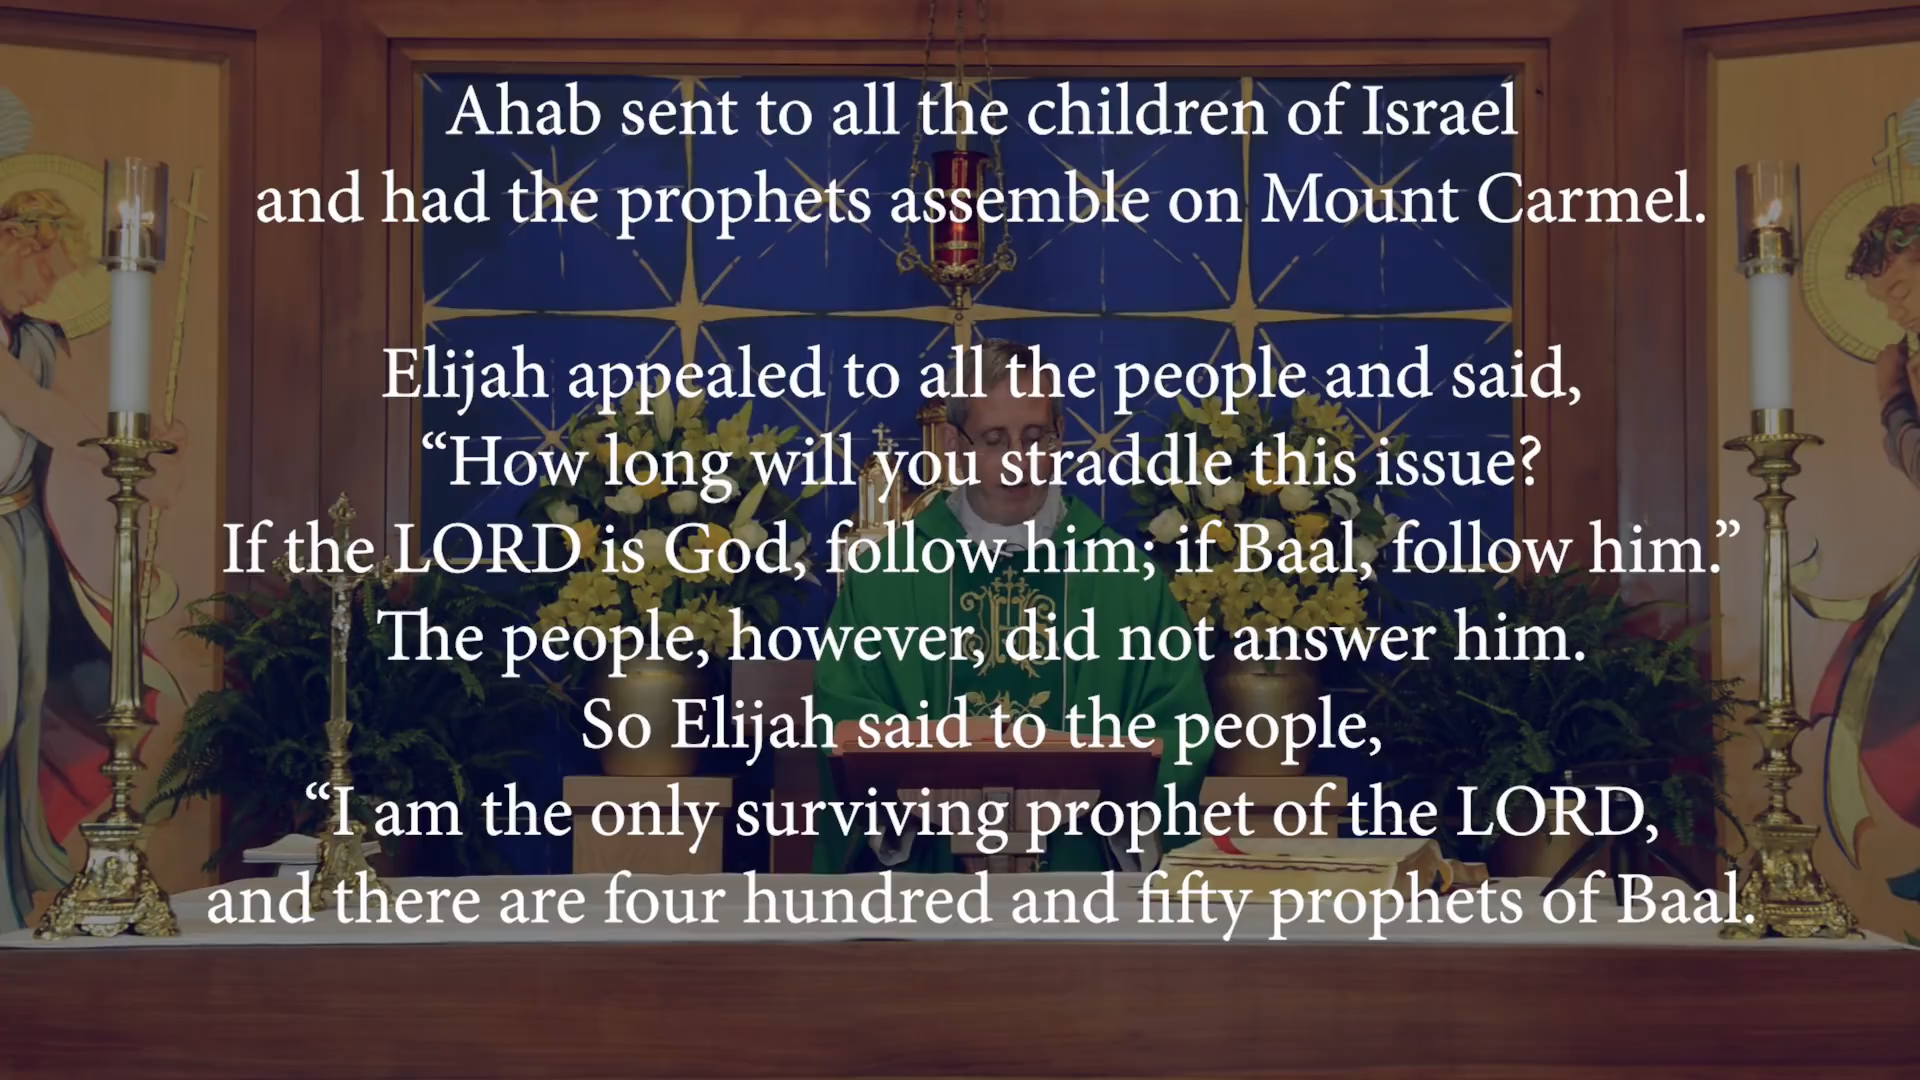 Ahab sent to all the children of Israel
and had the prophets assemble on Mount Carmel.
Elijah appealed to all the people and said,
“How long will you straddle this issue?
If the LORD is God, follow him; if Baal, follow him.”
The people, however, did not answer him.
So Elijah said to the people,
“I am the only surviving prophet of the LORD,
and there are four hundred and fifty prophets of Baal.